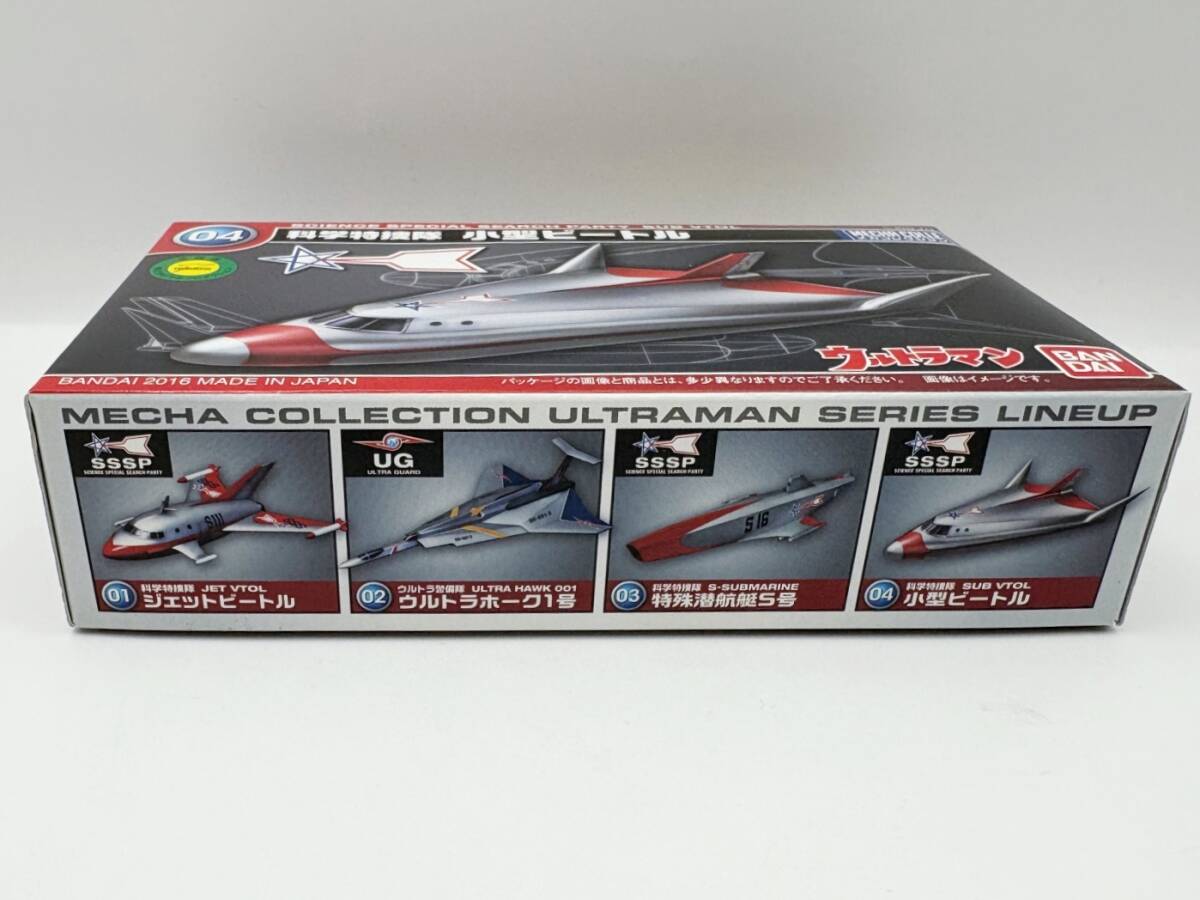 SCIENCE SPECIAL SEARCH PARTY SUB VTOL
04
科学特捜隊 小型ビートル
MECHA COLLE
ウルトラマン
BAN
DAI
BANDAI 2016 MADE IN JAPAN
パッケージの画像と商品とは、多少異なりますのでご了承ください。 画像はイメージです。
MECHA COLLECTION ULTRAMAN SERIES LINEUP
SSSP
SCIENCE SPECIAL SEARCH PARTY
S111
01
科学特捜隊 JET VTOL
ジェットビートル
UG
ULTRA GUARD
02
ウルトラ警備隊 ULTRA HAWK 001
ウルトラホーク1号
SSSP
SCIENCE SPECIAL SEARCH PARTY
S16
03
科学特捜隊 S-SUBMARINE
特殊潜航艇S号
SSSP
SCIENCE SPECIAL SEARCH PARTY
04
科学特捜隊 SUB VTOL
小型ビートル